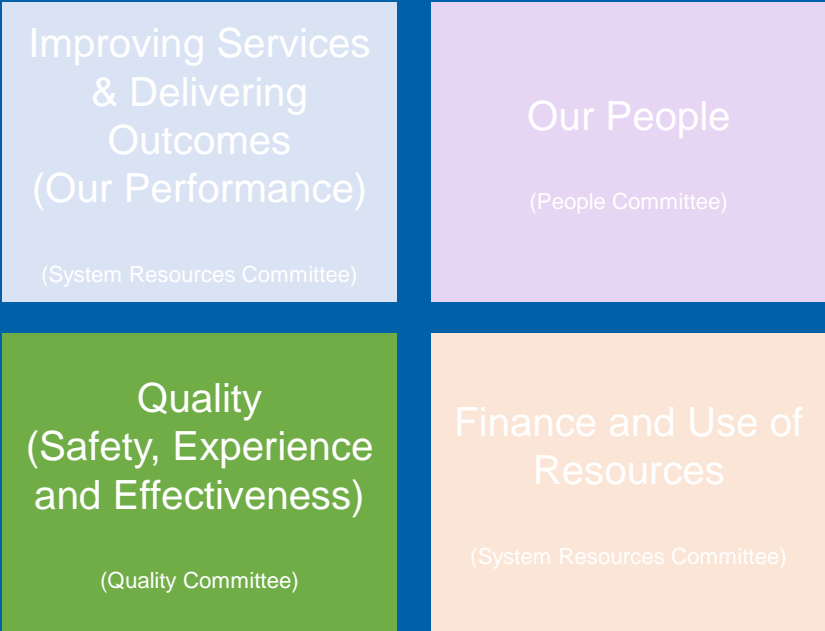 Improving Services
& Delivering
Outcomes
(Our Performance)
(System Resources Committee)
Our People
(People Committee)
Quality
(Safety, Experience
and Effectiveness)
(Quality Committee)
Finance and Use of
Resources
(System Resources Committee)